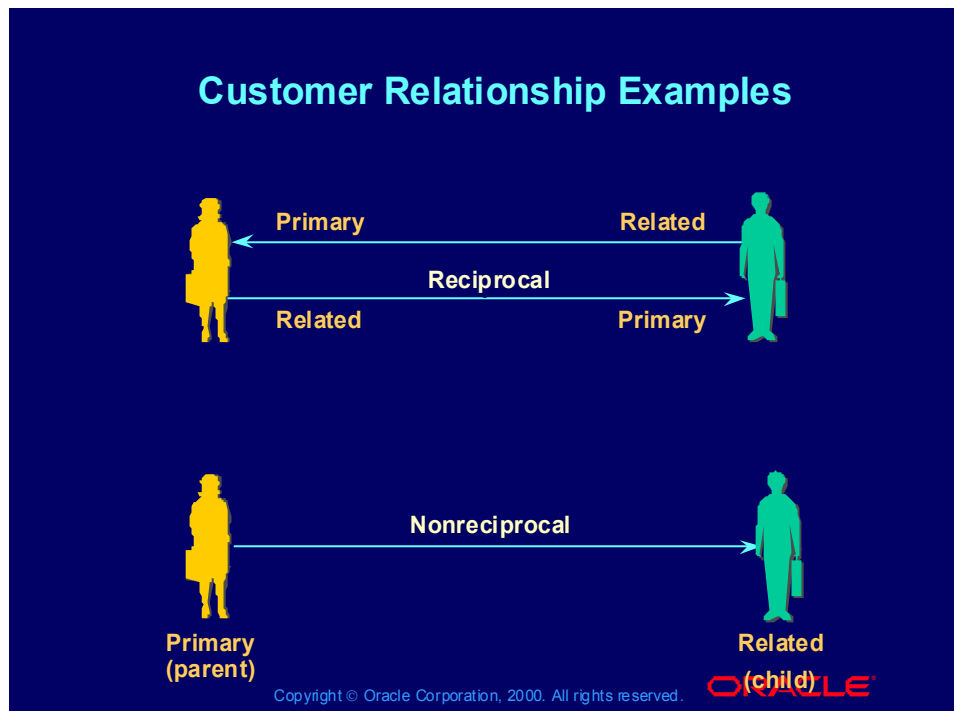 Customer Relationship Examples
Primary Related
Reciprocal
Related Primary
Nonreciprocal
Primary
(parent)
Related
(child)
Copyright © Oracle Corporation, 2000. All rights reserved.
ORACLE®